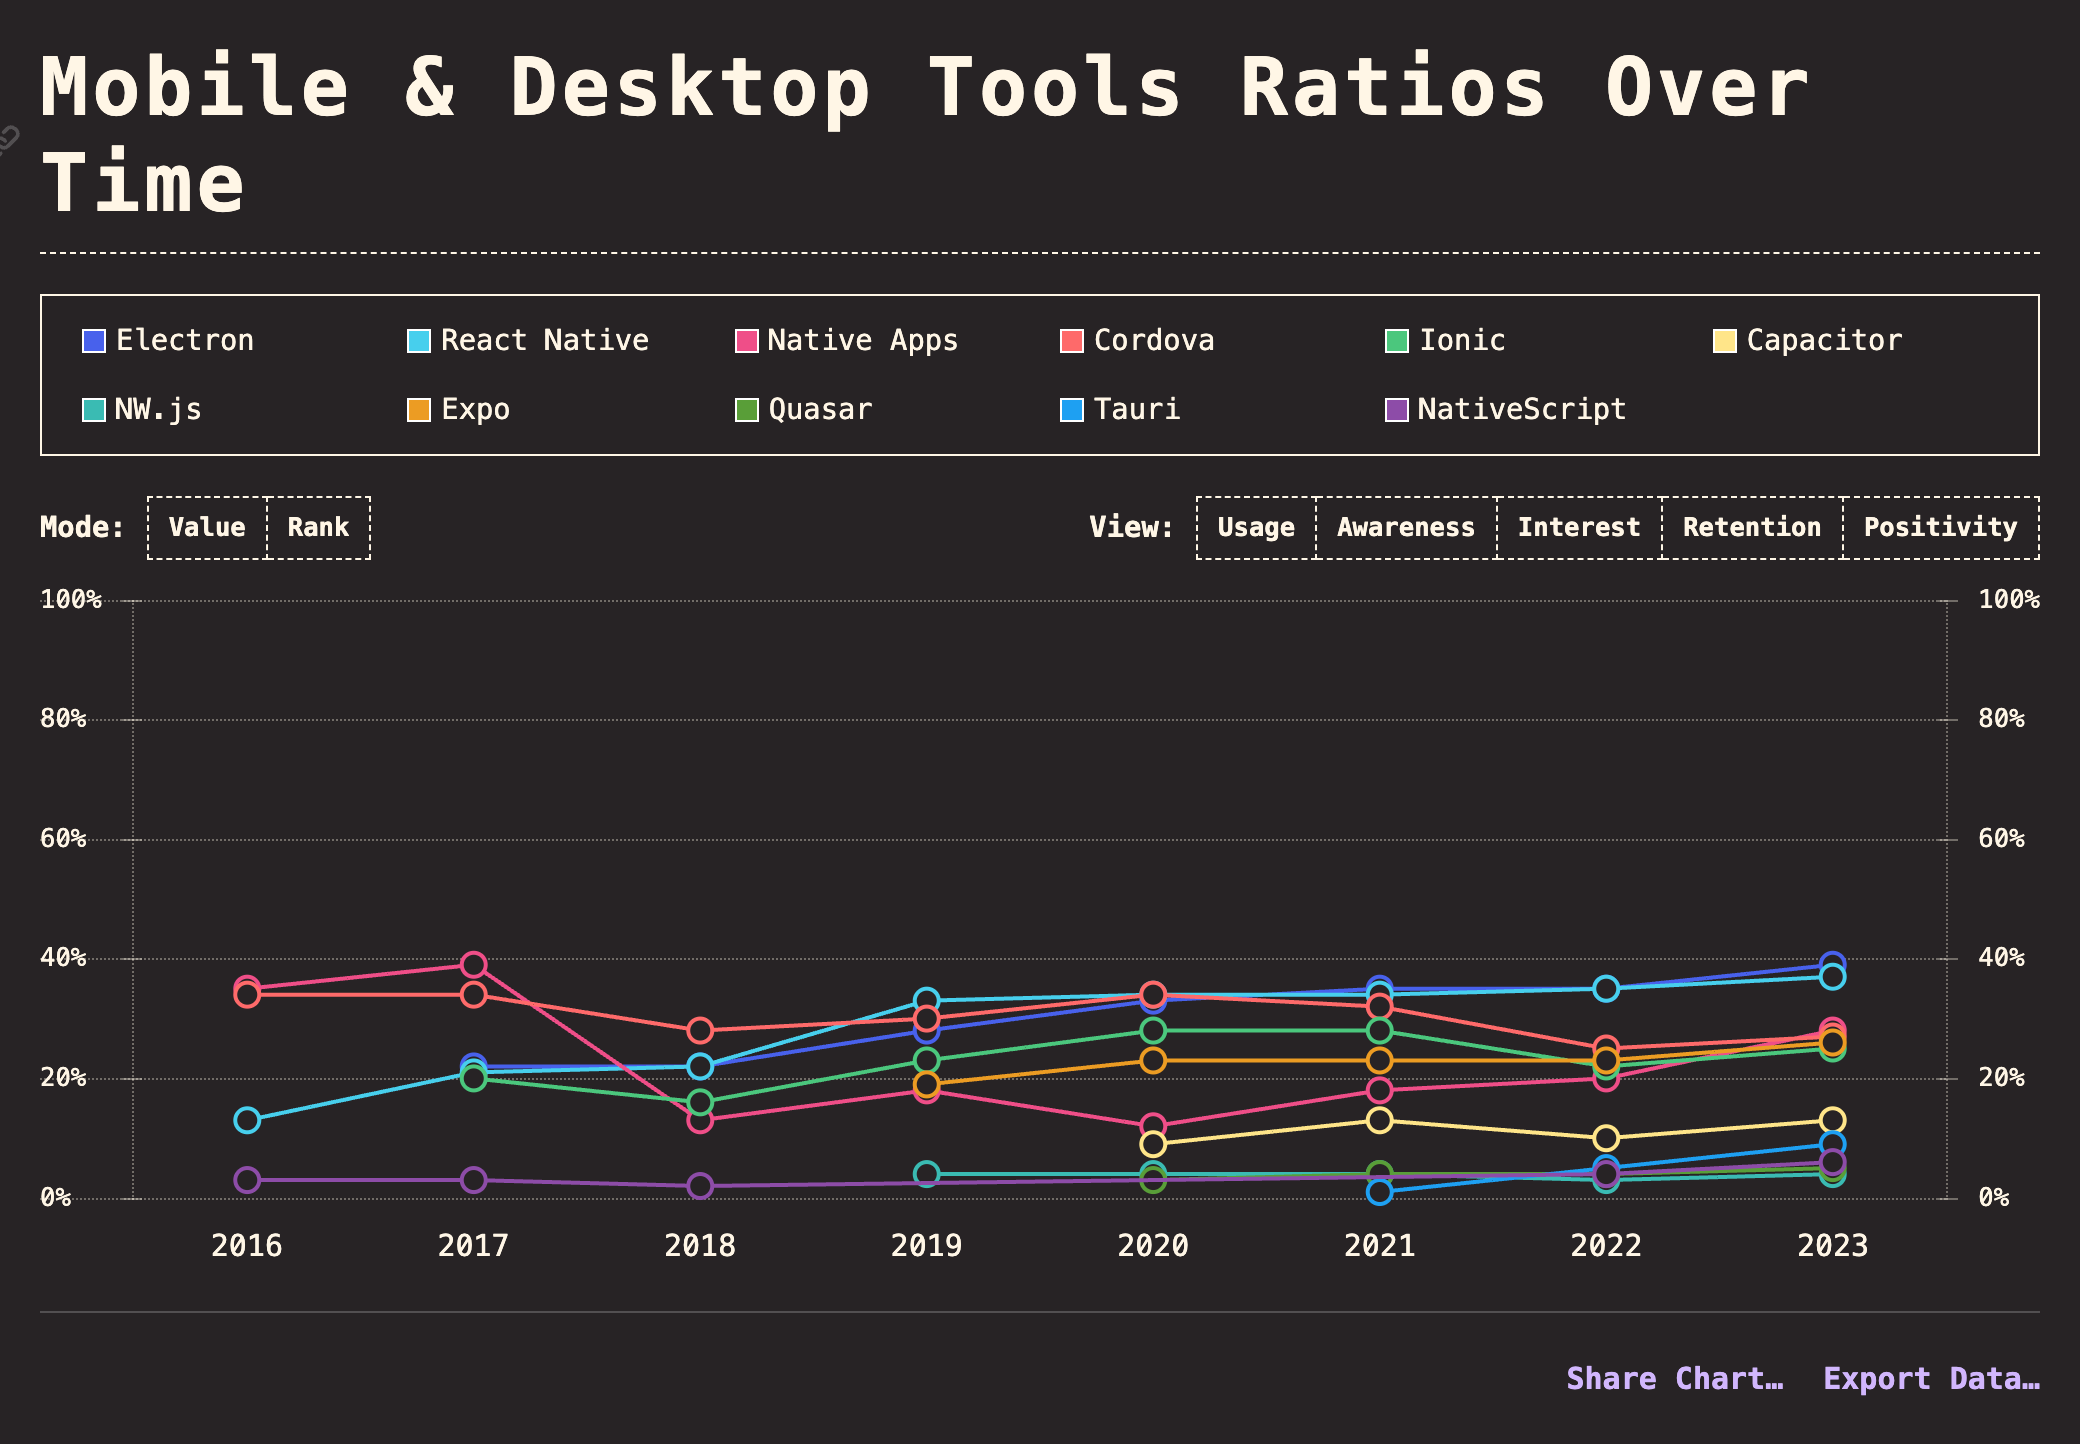 Mobile & Desktop Tools Ratios Over
Time
Electron React Native Native Apps Cordova Ionic Capacitor
NW.js Expo Quasar Tauri NativeScript
Mode: Value Rank View: Usage Awareness Interest Retention Positivity
100% 100%
80% 80%
60% 60%
40% 40%
20% 20%
0% 0%
2016 2017 2018 2019 2020 2021 2022 2023
Share Chart… Export Data…